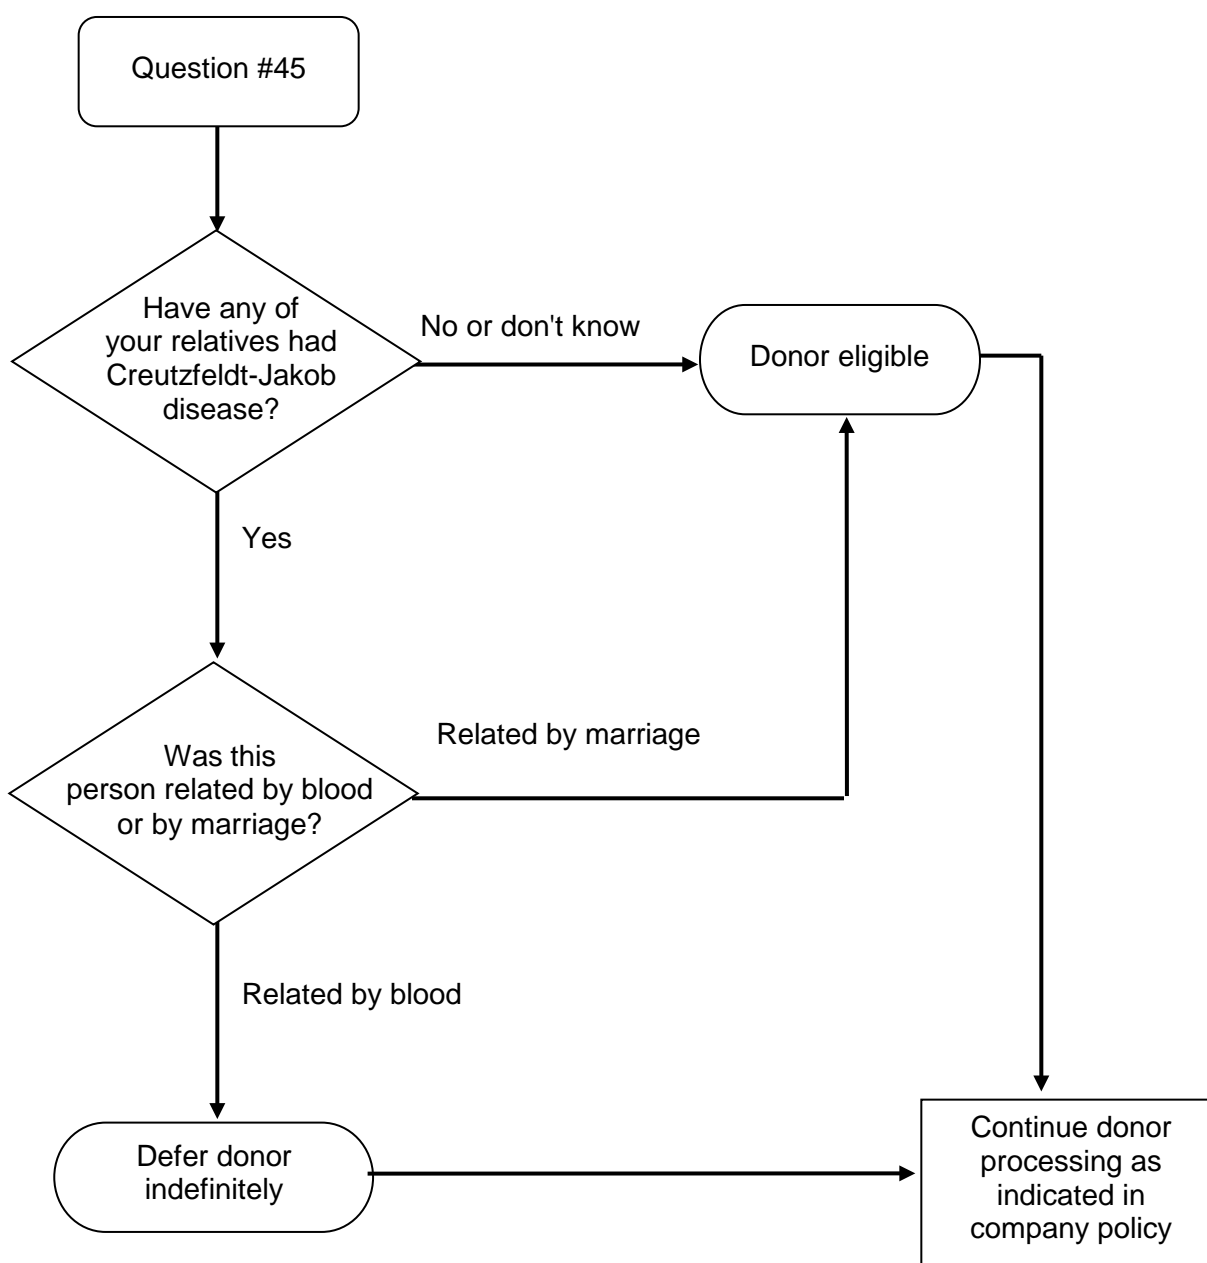 Question #45
Have any of
your relatives had
Creutzfeldt-Jakob
disease?
No or don't know
Donor eligible
Yes
Was this
person related by blood
or by marriage?
Related by marriage
Related by blood
Defer donor
indefinitely
Continue donor
processing as
indicated in
company policy